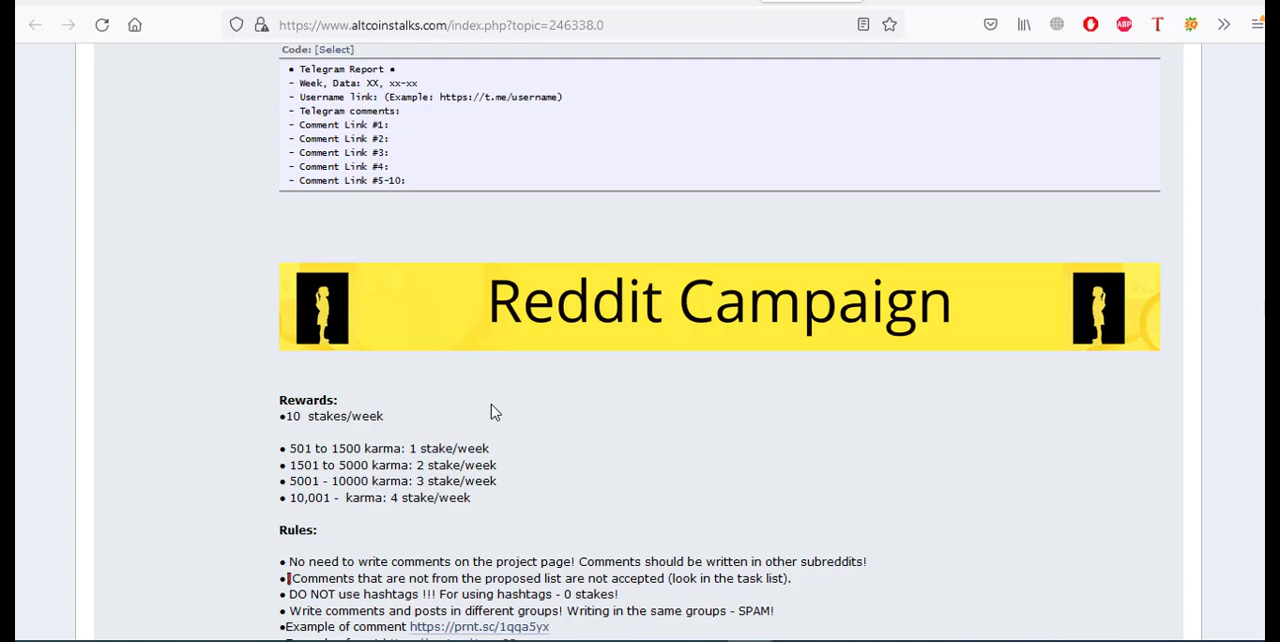 https://www.altcoinstalks.com/index.php?topic=246338.0
ABP
T
Code: [Select]
● Telegram Report ●
- Week, Data: XX, xx-xx
- Username link: (Example: https://t.me/username)
- Telegram comments:
- Comment Link #1:
- Comment Link #2:
- Comment Link #3:
- Comment Link #4:
- Comment Link #5-10:
Reddit Campaign
Rewards:
●10 stakes/week
● 501 to 1500 karma: 1 stake/week
● 1501 to 5000 karma: 2 stake/week
● 5001 - 10000 karma: 3 stake/week
● 10,001 - karma: 4 stake/week
Rules:
● No need to write comments on the project page! Comments should be written in other subreddits!
● Comments that are not from the proposed list are not accepted (look in the task list).
● DO NOT use hashtags !!! For using hashtags - 0 stakes!
● Write comments and posts in different groups! Writing in the same groups - SPAM!
●Example of comment https://prnt.sc/1qqa5yx